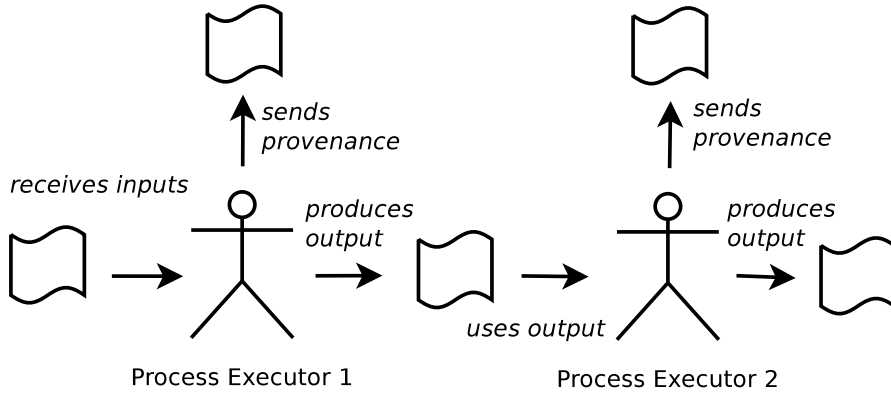 sends
provenance
sends
provenance
receives inputs
produces
output
produces
output
uses output
Process Executor 1
Process Executor 2